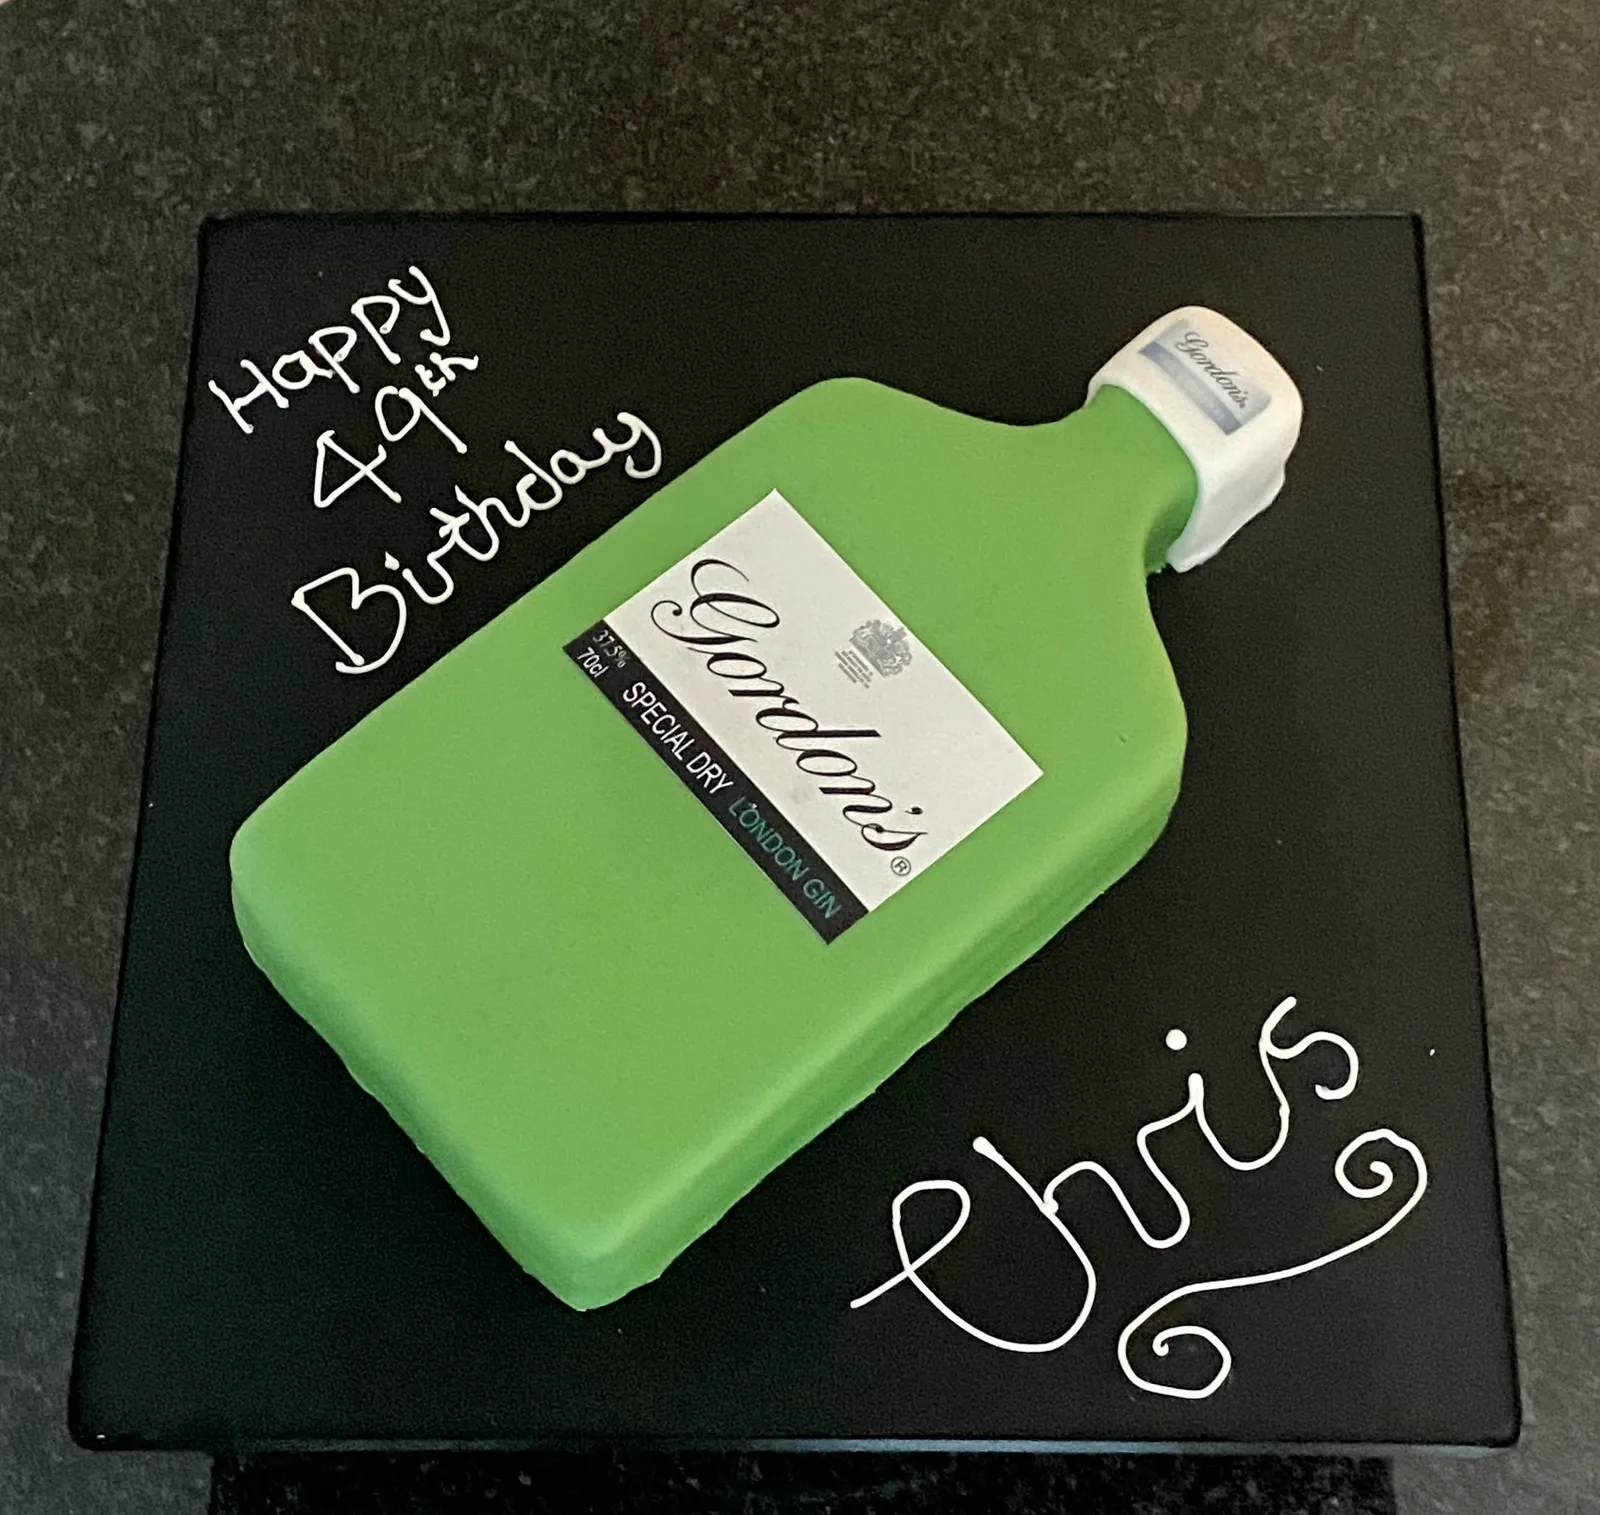 Happy
49th
Birthday
Gordon's
Gordon's®
37.5%
70cl
SPECIAL DRY LONDON GIN
Chris